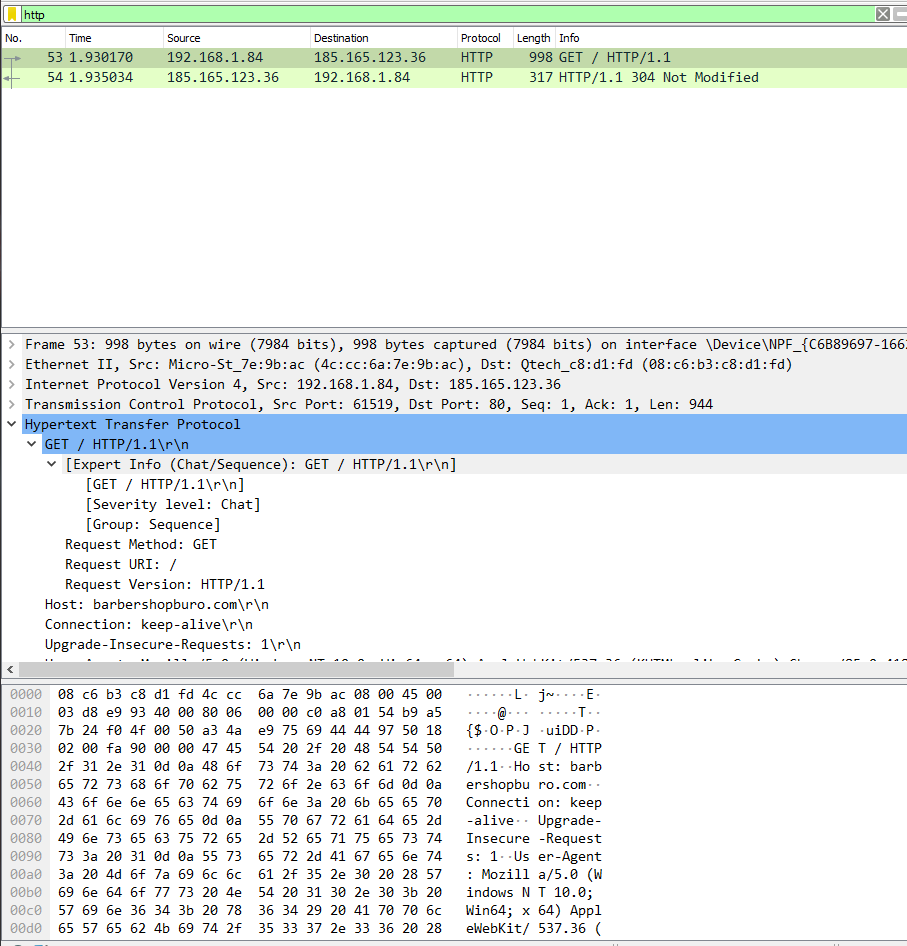 http
No. Time Source Destination Protocol Length Info
53 1.930170 192.168.1.84 185.165.123.36 HTTP 998 GET / HTTP/1.1
54 1.935034 185.165.123.36 192.168.1.84 HTTP 317 HTTP/1.1 304 Not Modified
Frame 53: 998 bytes on wire (7984 bits), 998 bytes captured (7984 bits) on interface \Device\NPF_{C6B89697-166
Ethernet II, Src: Micro-St_7e:9b:ac (4c:cc:6a:7e:9b:ac), Dst: Qtech_c8:d1:fd (08:c6:b3:c8:d1:fd)
Internet Protocol Version 4, Src: 192.168.1.84, Dst: 185.165.123.36
Transmission Control Protocol, Src Port: 61519, Dst Port: 80, Seq: 1, Ack: 1, Len: 944
Hypertext Transfer Protocol
GET / HTTP/1.1\r\n
[Expert Info (Chat/Sequence): GET / HTTP/1.1\r\n]
[GET / HTTP/1.1\r\n]
[Severity level: Chat]
[Group: Sequence]
Request Method: GET
Request URI: /
Request Version: HTTP/1.1
Host: barbershopburo.com\r\n
Connection: keep-alive\r\n
Upgrade-Insecure-Requests: 1\r\n
0000 08 c6 b3 c8 d1 fd 4c cc 6a 7e 9b ac 08 00 45 00 ······L· j~····E·
0010 03 d8 e9 93 40 00 80 06 00 00 c0 a8 01 54 b9 a5 ····@··· ·····T··
0020 7b 24 f0 4f 00 50 a3 4a e9 75 69 44 44 97 50 18 {$·O·P·J ·uiDD·P·
0030 02 00 fa 90 00 00 47 45 54 20 2f 20 48 54 54 50 ······GE T / HTTP
0040 2f 31 2e 31 0d 0a 48 6f 73 74 3a 20 62 61 72 62 /1.1··Ho st: barb
0050 65 72 73 68 6f 70 62 75 72 6f 2e 63 6f 6d 0d 0a ershopbu ro.com··
0060 43 6f 6e 6e 65 63 74 69 6f 6e 3a 20 6b 65 65 70 Connecti on: keep
0070 2d 61 6c 69 76 65 0d 0a 55 70 67 72 61 64 65 2d -alive·· Upgrade-
0080 49 6e 73 65 63 75 72 65 2d 52 65 71 75 65 73 74 Insecure -Request
0090 73 3a 20 31 0d 0a 55 73 65 72 2d 41 67 65 6e 74 s: 1··Us er-Agent
00a0 3a 20 4d 6f 7a 69 6c 6c 61 2f 35 2e 30 20 28 57 : Mozill a/5.0 (W
00b0 69 6e 64 6f 77 73 20 4e 54 20 31 30 2e 30 3b 20 indows N T 10.0;
00c0 57 69 6e 36 34 3b 20 78 36 34 29 20 41 70 70 6c Win64; x 64) Appl
00d0 65 57 65 62 4b 69 74 2f 35 33 37 2e 33 36 20 28 eWebKit/ 537.36 (